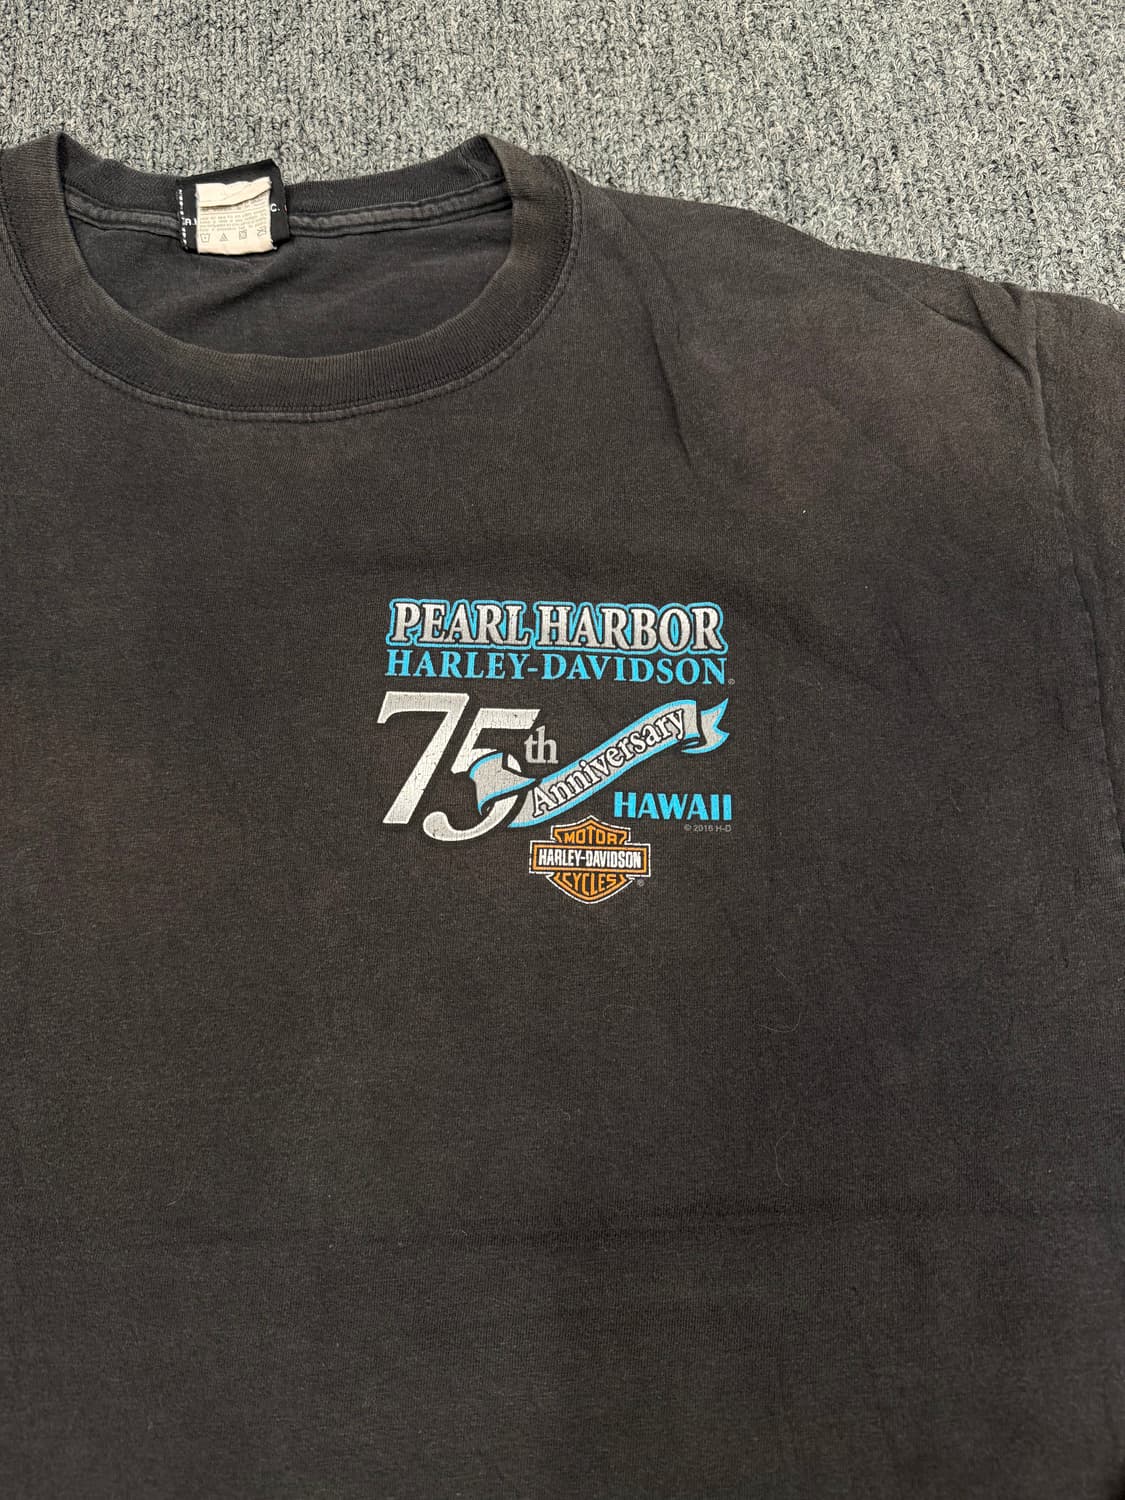 PEARL HARBOR
HARLEY-DAVIDSON®
75th Anniversary
HAWAII
© 2016 H-D
MOTOR
HARLEY-DAVIDSON
CYCLES
®